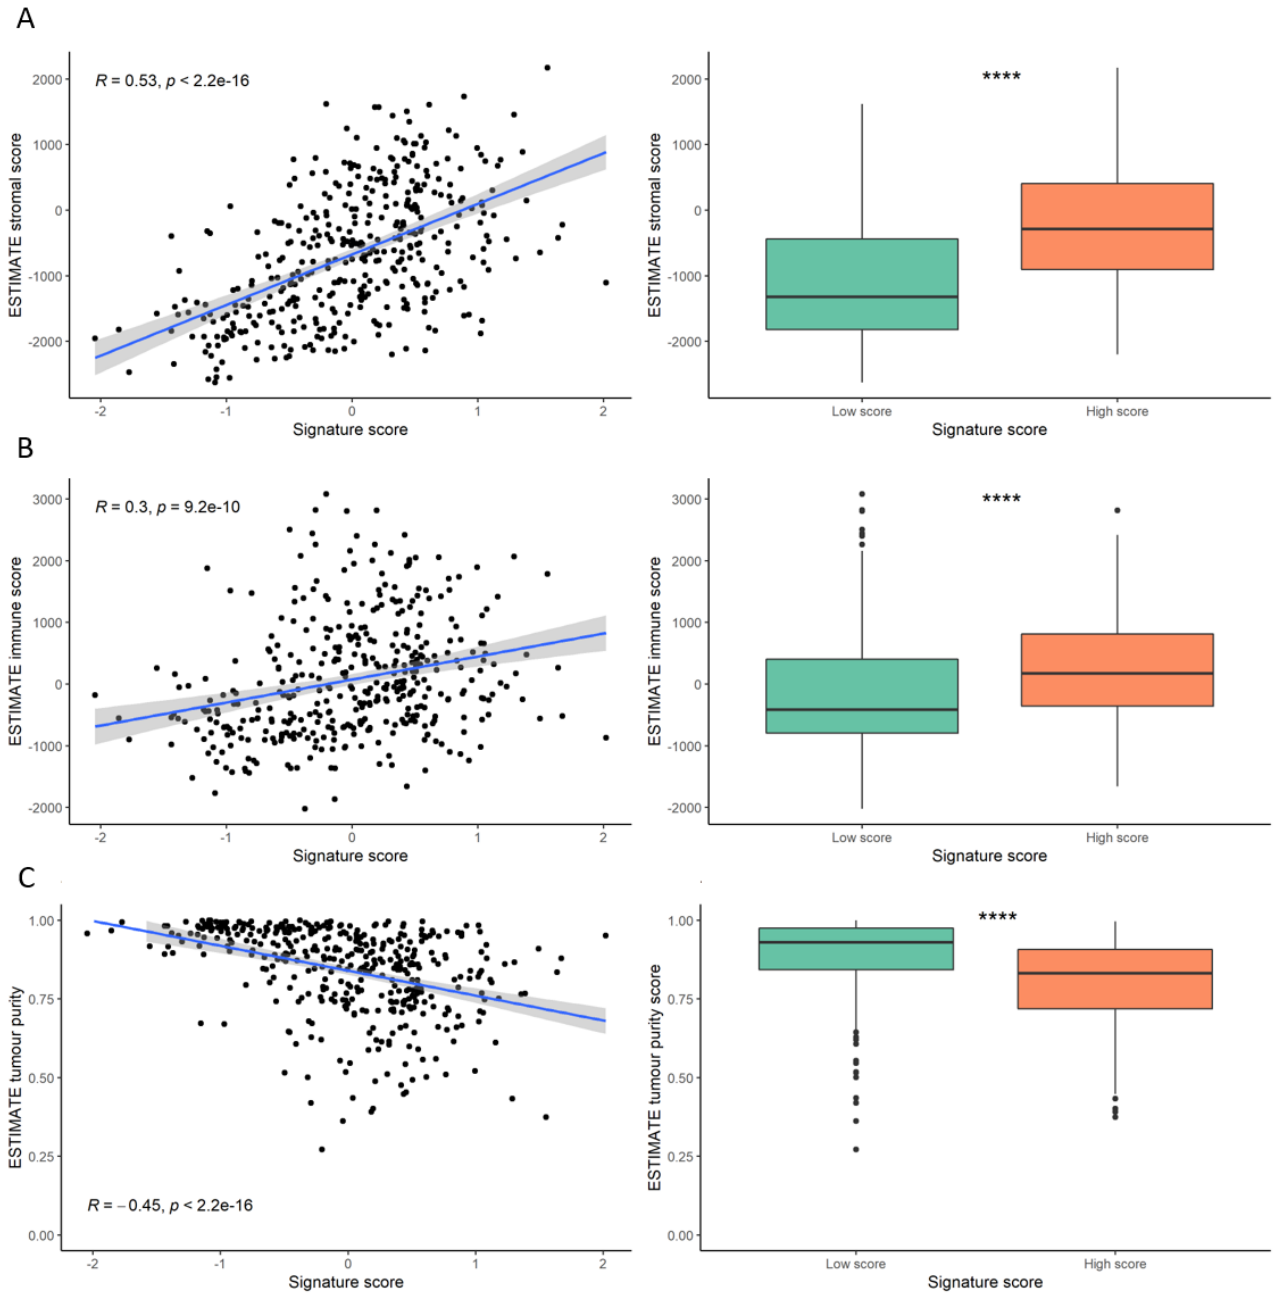 A
R = 0.53, p < 2.2e-16
ESTIMATE stromal score
2000
1000
0
-1000
-2000
-2
-1
0
1
2
Signature score
****
ESTIMATE stromal score
2000
1000
0
-1000
-2000
Low score
High score
Signature score
B
R = 0.3, p = 9.2e-10
ESTIMATE immune score
3000
2000
1000
0
-1000
-2000
-2
-1
0
1
2
Signature score
****
ESTIMATE immune score
3000
2000
1000
0
-1000
-2000
Low score
High score
Signature score
C
ESTIMATE tumour purity
1.00
0.75
0.50
0.25
0.00
R = −0.45, p < 2.2e-16
-2
-1
0
1
2
Signature score
****
ESTIMATE tumour purity score
1.00
0.75
0.50
0.25
0.00
Low score
High score
Signature score